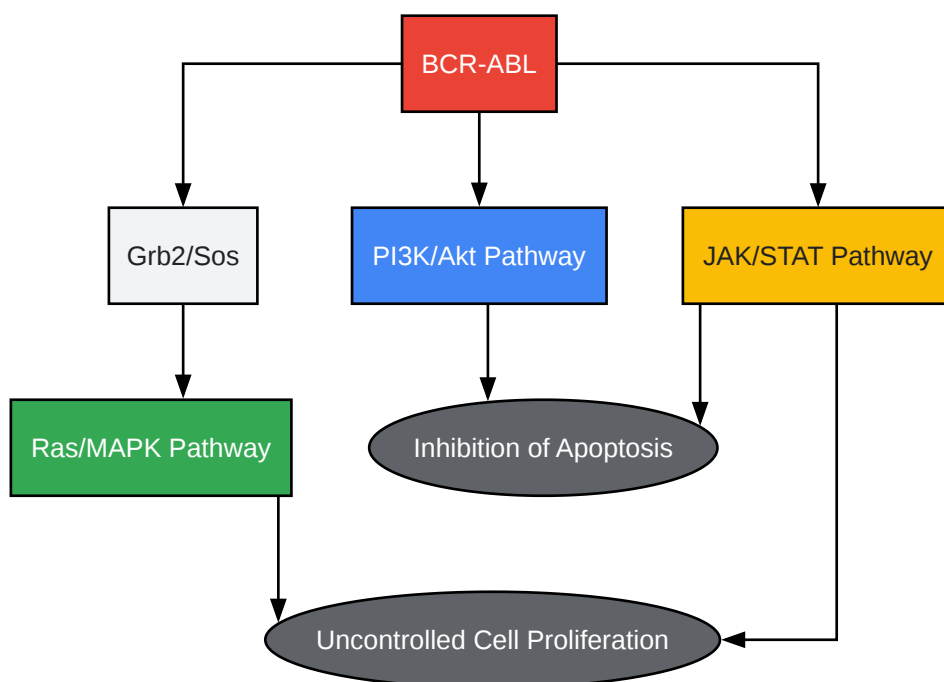 BCR-ABL
Grb2/Sos
PI3K/Akt Pathway
JAK/STAT Pathway
Ras/MAPK Pathway
Inhibition of Apoptosis
Uncontrolled Cell Proliferation